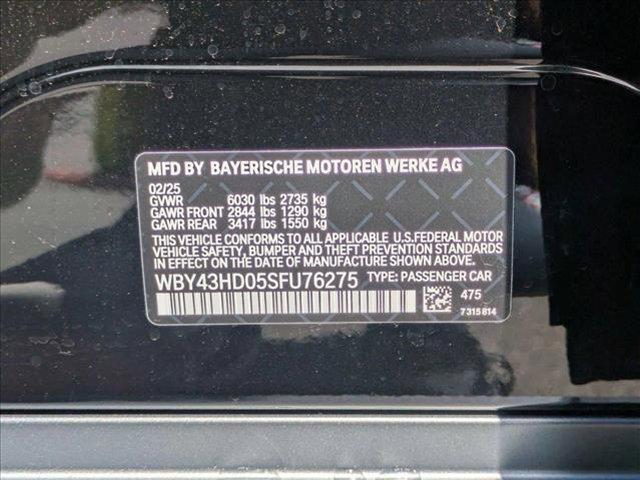 MFD BY BAYERISCHE MOTOREN WERKE AG
02/25
GVWR 6030 lbs 2735 kg
GAWR FRONT 2844 lbs 1290 kg
GAWR REAR 3417 lbs 1550 kg
THIS VEHICLE CONFORMS TO ALL APPLICABLE U.S.FEDERAL MOTOR
VEHICLE SAFETY, BUMPER AND THEFT PREVENTION STANDARDS
IN EFFECT ON THE DATE OF MANUFACTURE SHOWN ABOVE.
WBY43HD05SFU76275 TYPE: PASSENGER CAR
475
7315814